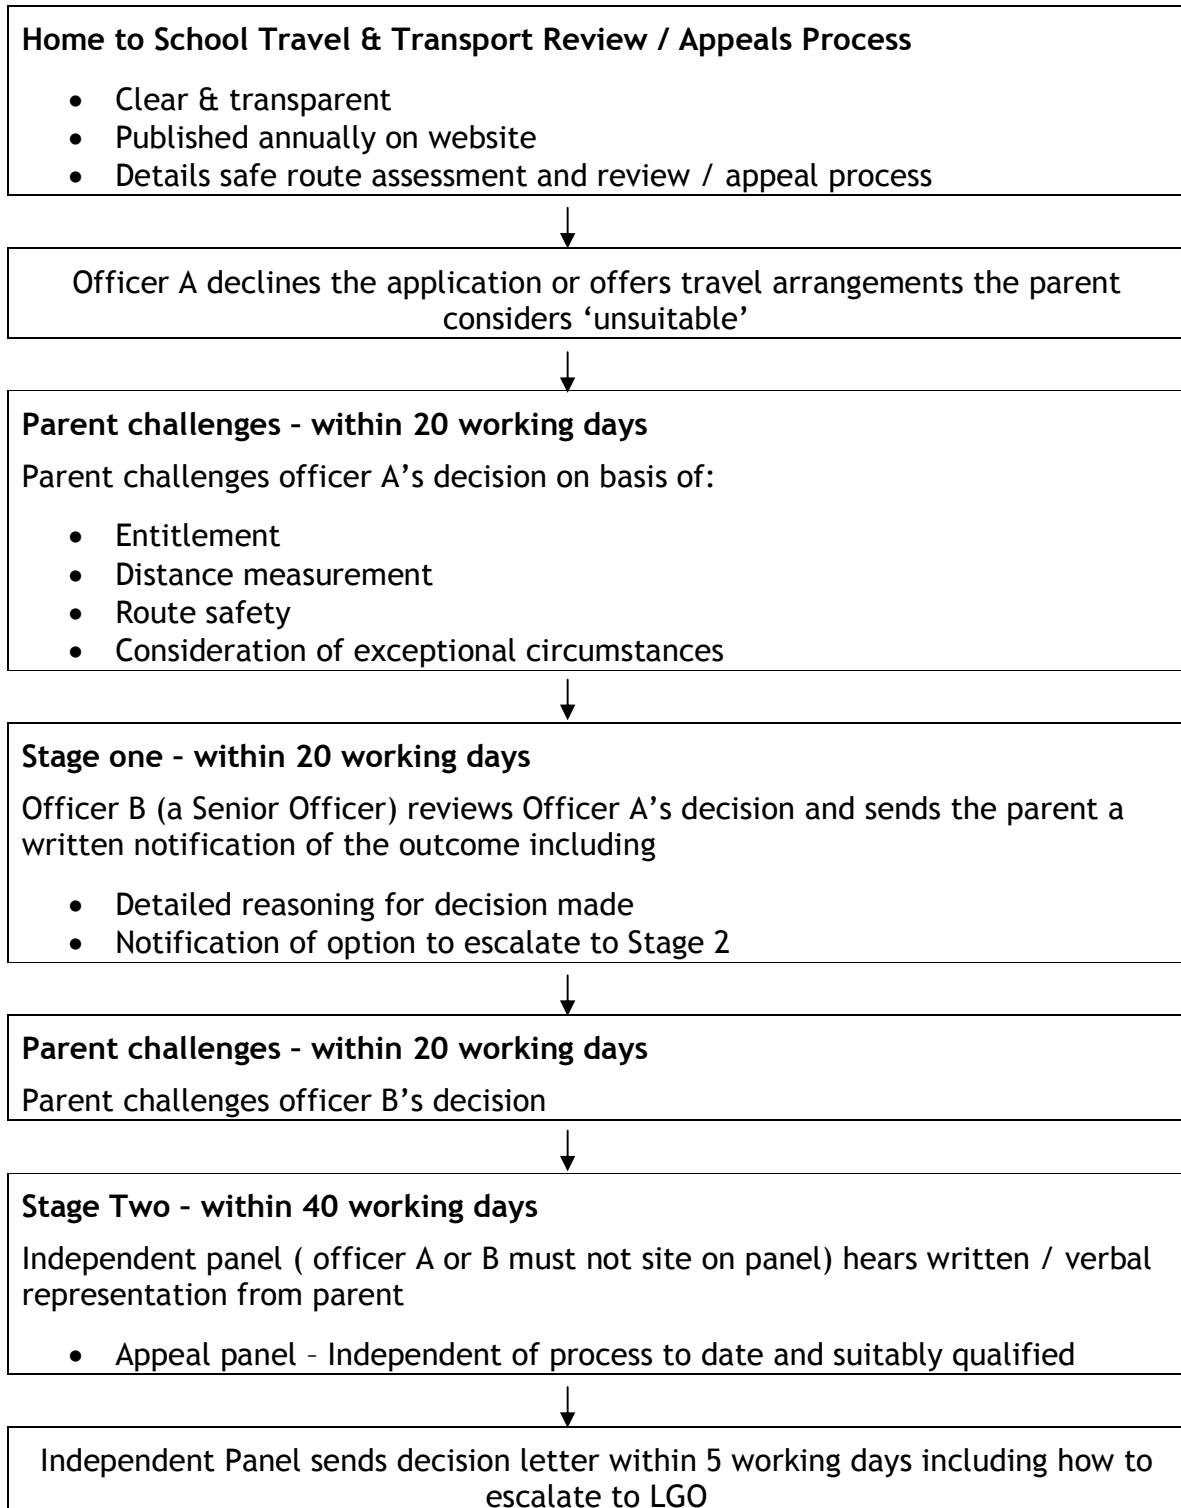 Home to School Travel & Transport Review / Appeals Process
• Clear & transparent
• Published annually on website
• Details safe route assessment and review / appeal process
Officer A declines the application or offers travel arrangements the parent
considers ‘unsuitable’
Parent challenges – within 20 working days
Parent challenges officer A’s decision on basis of:
• Entitlement
• Distance measurement
• Route safety
• Consideration of exceptional circumstances
Stage one – within 20 working days
Officer B (a Senior Officer) reviews Officer A’s decision and sends the parent a
written notification of the outcome including
• Detailed reasoning for decision made
• Notification of option to escalate to Stage 2
Parent challenges – within 20 working days
Parent challenges officer B’s decision
Stage Two – within 40 working days
Independent panel ( officer A or B must not site on panel) hears written / verbal
representation from parent
• Appeal panel – Independent of process to date and suitably qualified
Independent Panel sends decision letter within 5 working days including how to
escalate to LGO